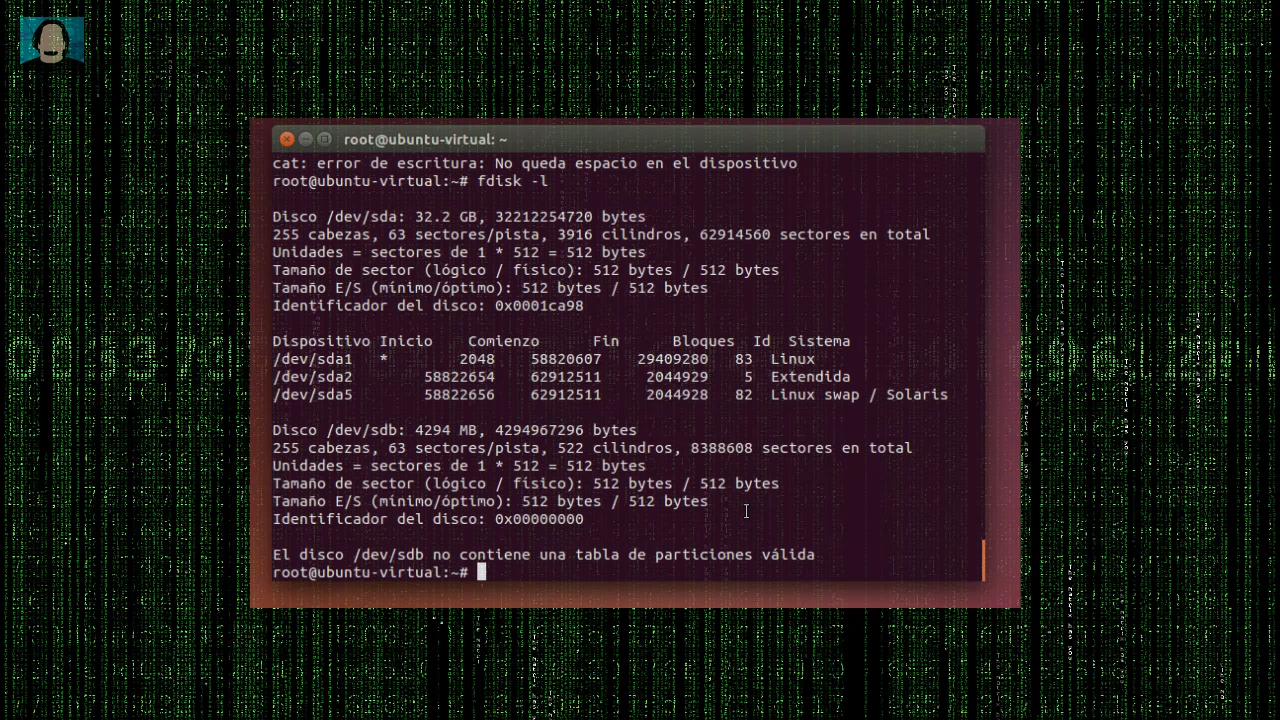 root@ubuntu-virtual: ~
cat: error de escritura: No queda espacio en el dispositivo
root@ubuntu-virtual:~# fdisk -l
Disco /dev/sda: 32.2 GB, 32212254720 bytes
255 cabezas, 63 sectores/pista, 3916 cilindros, 62914560 sectores en total
Unidades = sectores de 1 * 512 = 512 bytes
Tamaño de sector (lógico / físico): 512 bytes / 512 bytes
Tamaño E/S (mínimo/óptimo): 512 bytes / 512 bytes
Identificador del disco: 0x0001ca98
Dispositivo Inicio    Comienzo      Fin      Bloques  Id  Sistema
/dev/sda1   *        2048    58820607    29409280   83  Linux
/dev/sda2        58822654    62912511     2044929    5  Extendida
/dev/sda5        58822656    62912511     2044928   82  Linux swap / Solaris
Disco /dev/sdb: 4294 MB, 4294967296 bytes
255 cabezas, 63 sectores/pista, 522 cilindros, 8388608 sectores en total
Unidades = sectores de 1 * 512 = 512 bytes
Tamaño de sector (lógico / físico): 512 bytes / 512 bytes
Tamaño E/S (mínimo/óptimo): 512 bytes / 512 bytes
Identificador del disco: 0x00000000
El disco /dev/sdb no contiene una tabla de particiones válida
root@ubuntu-virtual:~#